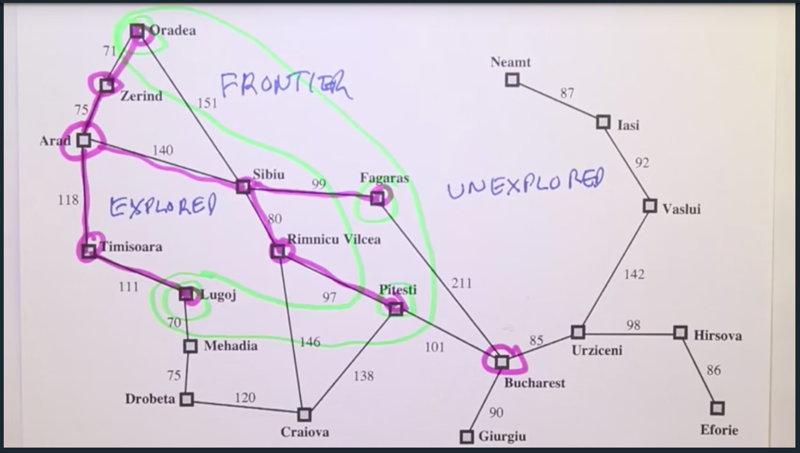 Oradea
71
FRONTIER
Neamt
87
Zerind
151
75
Iasi
Arad
140
92
Sibiu
Fagaras
99
UNEXPLORED
118
EXPLORED
80
Vaslui
Timisoara
Rimnicu Vilcea
142
111
211
Lugoj
97
Pitesti
70
98
Hirsova
Mehadia
146
101
85
Urziceni
86
75
138
Bucharest
Drobeta
120
90
Craiova
Giurgiu
Eforie